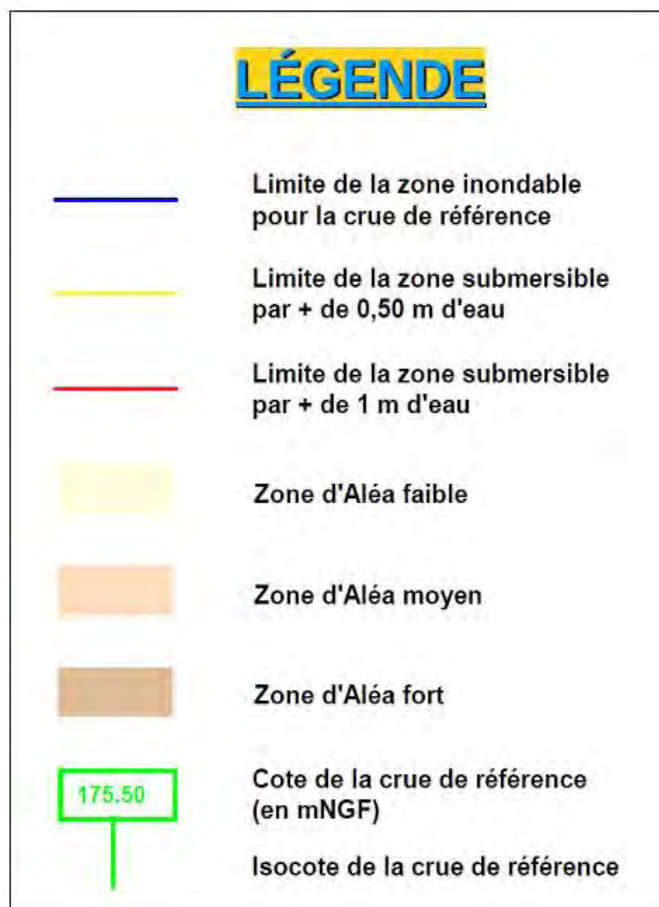 LÉGENDE
Limite de la zone inondable
pour la crue de référence
Limite de la zone submersible
par + de 0,50 m d'eau
Limite de la zone submersible
par + de 1 m d'eau
Zone d'Aléa faible
Zone d'Aléa moyen
Zone d'Aléa fort
175.50
Cote de la crue de référence
(en mNGF)
Isocote de la crue de référence